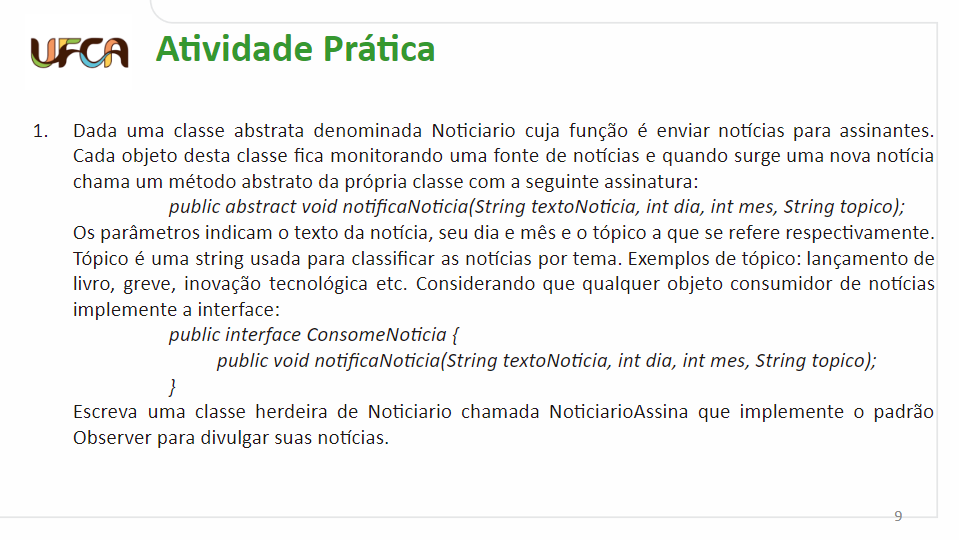 UFCA
Atividade Prática
1. Dada uma classe abstrata denominada Noticiario cuja função é enviar notícias para assinantes.
Cada objeto desta classe fica monitorando uma fonte de notícias e quando surge uma nova notícia
chama um método abstrato da própria classe com a seguinte assinatura:
public abstract void notificaNoticia(String textoNoticia, int dia, int mes, String topico);
Os parâmetros indicam o texto da notícia, seu dia e mês e o tópico a que se refere respectivamente.
Tópico é uma string usada para classificar as notícias por tema. Exemplos de tópico: lançamento de
livro, greve, inovação tecnológica etc. Considerando que qualquer objeto consumidor de notícias
implemente a interface:
public interface ConsomeNoticia {
public void notificaNoticia(String textoNoticia, int dia, int mes, String topico);
}
Escreva uma classe herdeira de Noticiario chamada NoticiarioAssina que implemente o padrão
Observer para divulgar suas notícias.
9